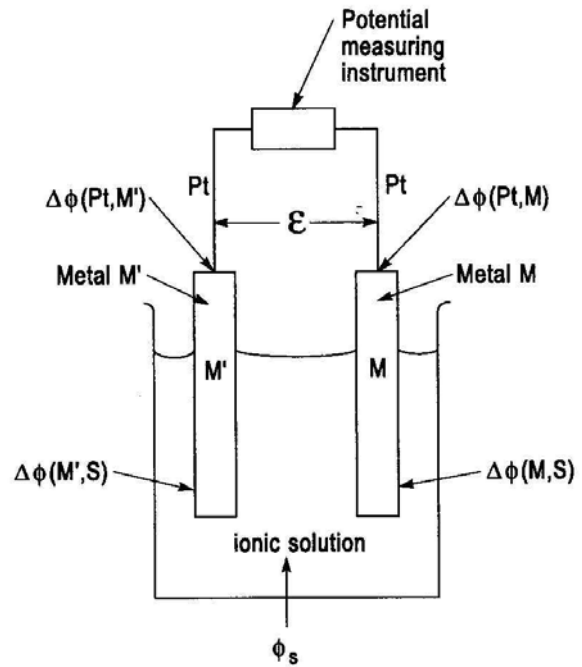 Potential
measuring
instrument
Pt
Pt
Δϕ(Pt,M')
ε
Δϕ(Pt,M)
Metal M'
Metal M
M'
M
Δϕ(M',S)
Δϕ(M,S)
ionic solution
ϕs